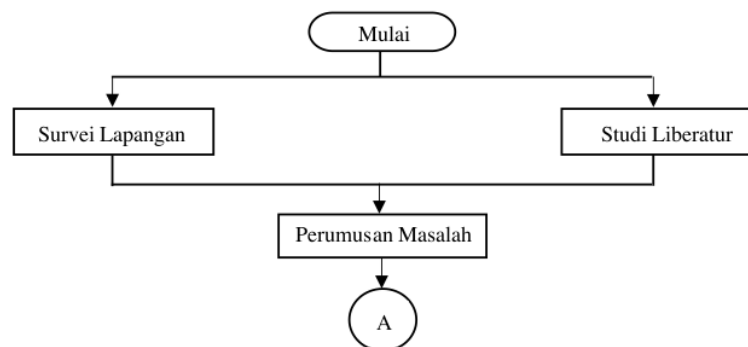 Mulai
Survei Lapangan
Studi Liberatur
Perumusan Masalah
A